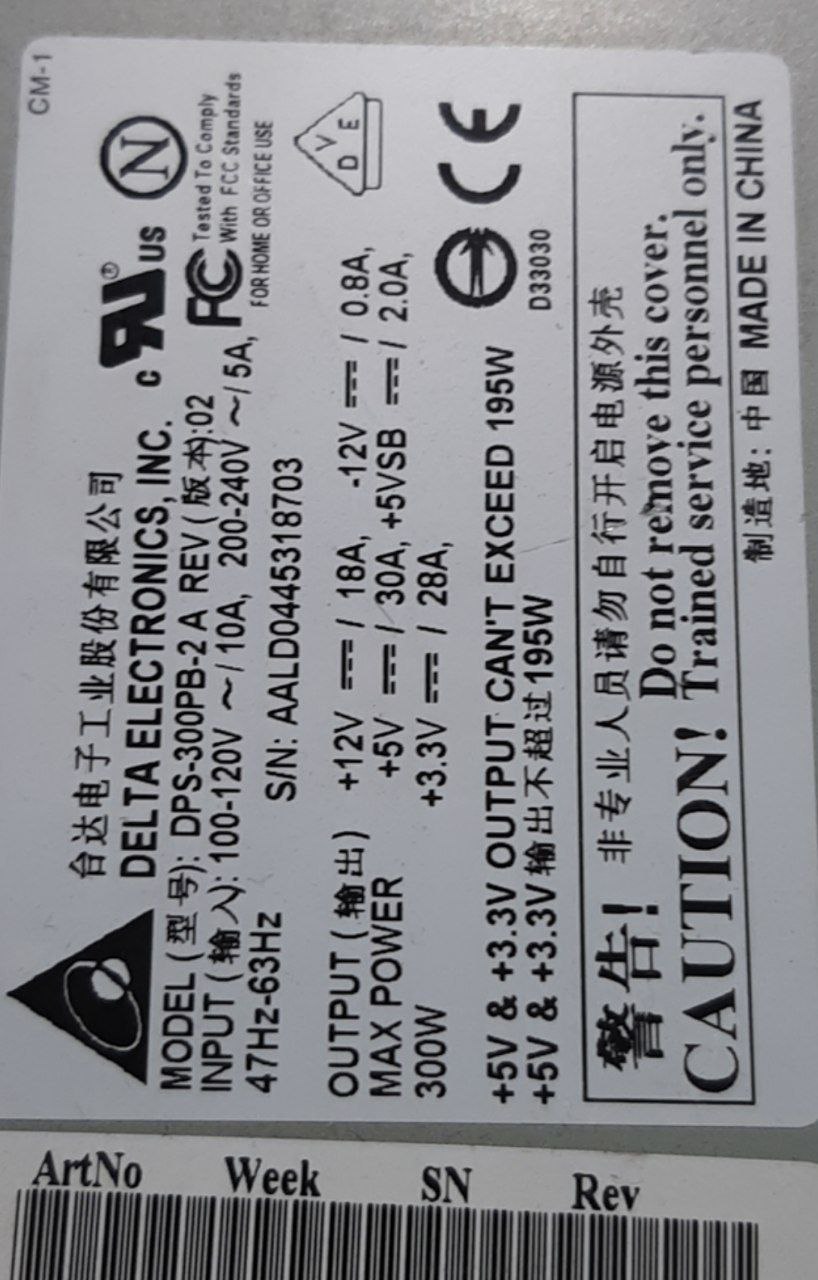 CM-1
台达电子工业股份有限公司
DELTA ELECTRONICS, INC.
c RU ® US
N
MODEL (型号): DPS-300PB-2 A REV (版本):02
INPUT (输入): 100-120V ～/ 10A, 200-240V ～/ 5A,
47Hz-63Hz
S/N: AALD0445318703
FC Tested To Comply
With FCC Standards
FOR HOME OR OFFICE USE
OUTPUT (输出) +12V ⎓ / 18A, -12V ⎓ / 0.8A,
MAX POWER +5V ⎓ / 30A, +5VSB ⎓ / 2.0A,
300W +3.3V ⎓ / 28A,
D V E
+5V & +3.3V OUTPUT CAN'T EXCEED 195W
+5V & +3.3V 输出不超过195W
CE
D33030
警告! 非专业人员请勿自行开启电源外壳
CAUTION! Do not remove this cover.
Trained service personnel only.
制造地: 中国 MADE IN CHINA
ArtNo Week SN Rev